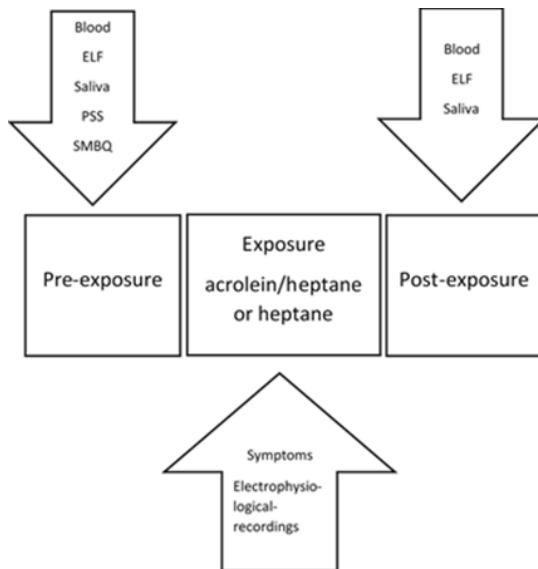 Blood
ELF
Saliva
PSS
SMBQ
Blood
ELF
Saliva
Pre-exposure
Exposure
acrolein/heptane
or heptane
Post-exposure
Symptoms
Electrophysio-
logical-
recordings